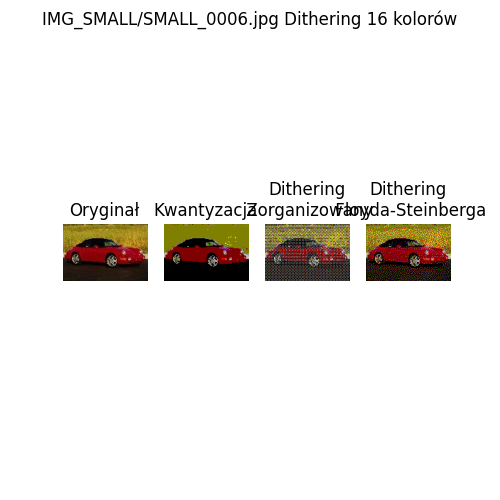 IMG_SMALL/SMALL_0006.jpg Dithering 16 kolorów
Oryginał
Kwantyzacja
Dithering
Zorganizowany
Dithering
Floyda-Steinberga